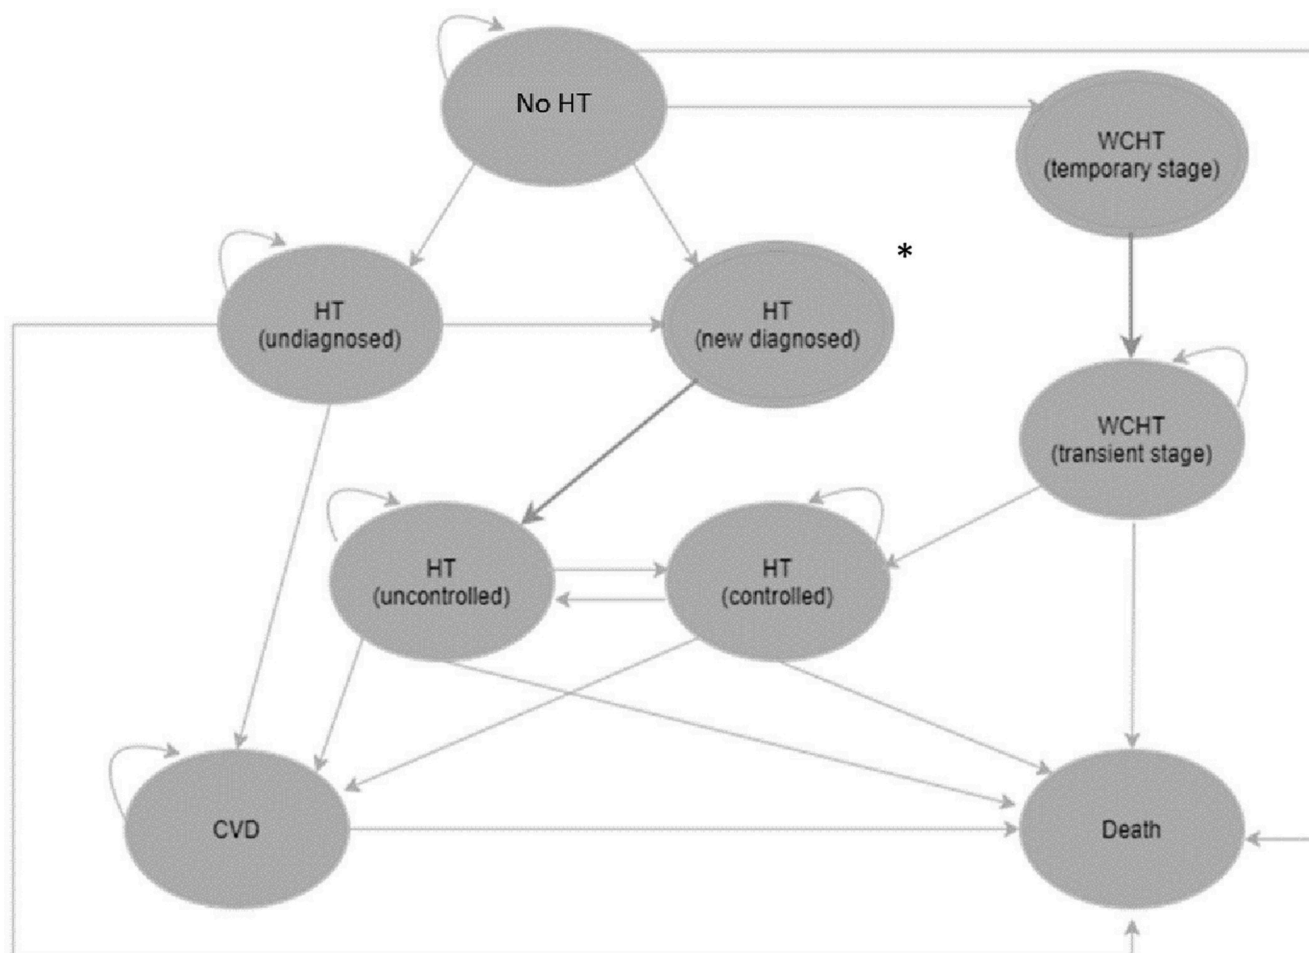 No HT
WCHT
(temporary stage)
*
HT
(undiagnosed)
HT
(new diagnosed)
WCHT
(transient stage)
HT
(uncontrolled)
HT
(controlled)
CVD
Death